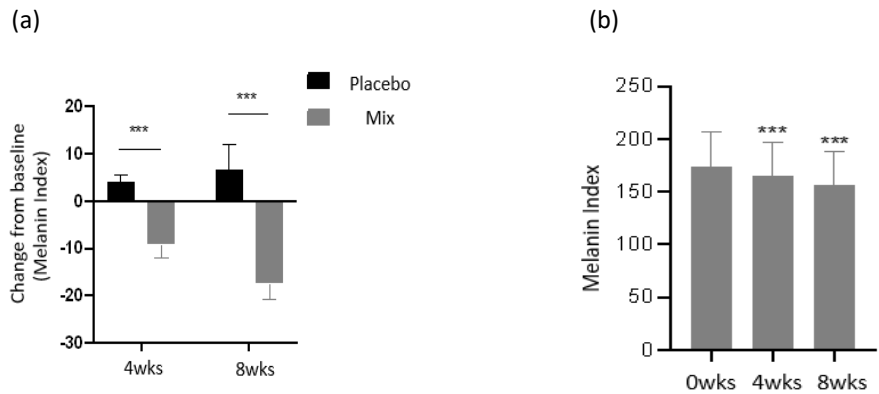 (a)
Placebo
Mix
***
***
Change from baseline
(Melanin Index)
20
10
0
-10
-20
-30
4wks
8wks
(b)
Melanin Index
250
200
150
100
50
0
***
***
0wks
4wks
8wks